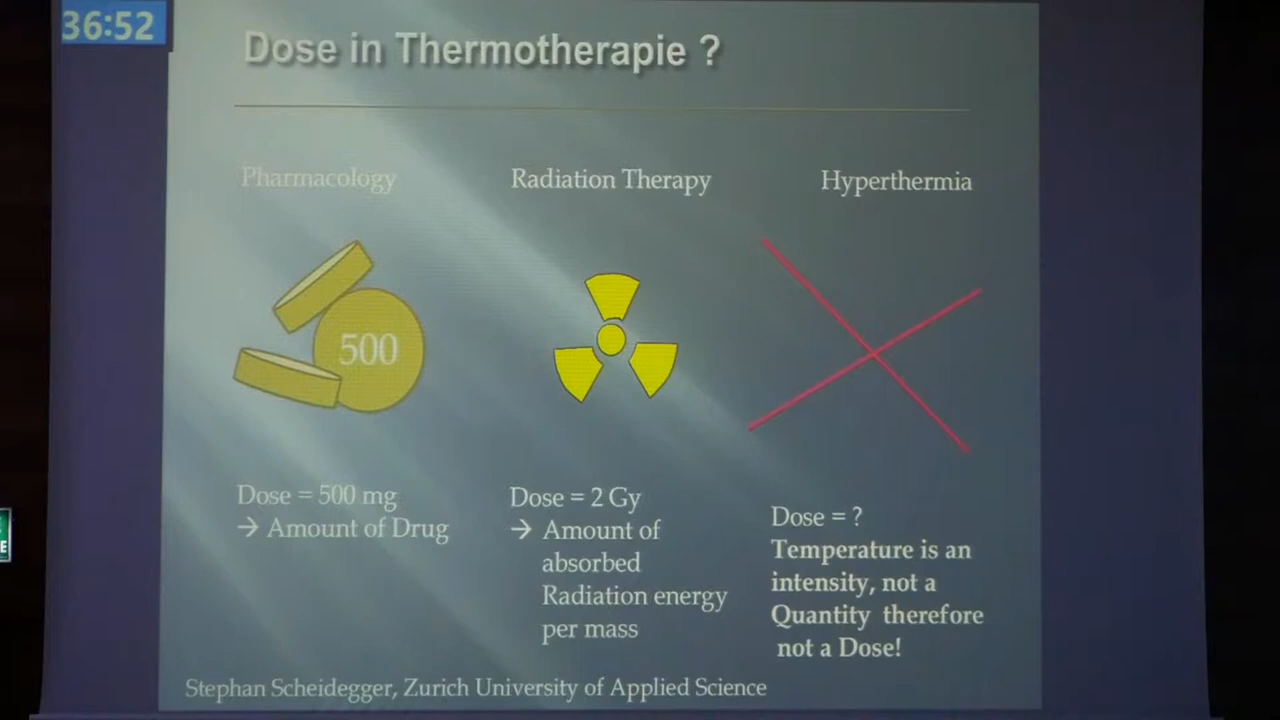 36:52
Dose in Thermotherapie ?
Pharmacology
Radiation Therapy
Hyperthermia
500
Dose = 500 mg
→ Amount of Drug
Dose = 2 Gy
→ Amount of
absorbed
Radiation energy
per mass
Dose = ?
Temperature is an
intensity, not a
Quantity therefore
not a Dose!
Stephan Scheidegger, Zurich University of Applied Science